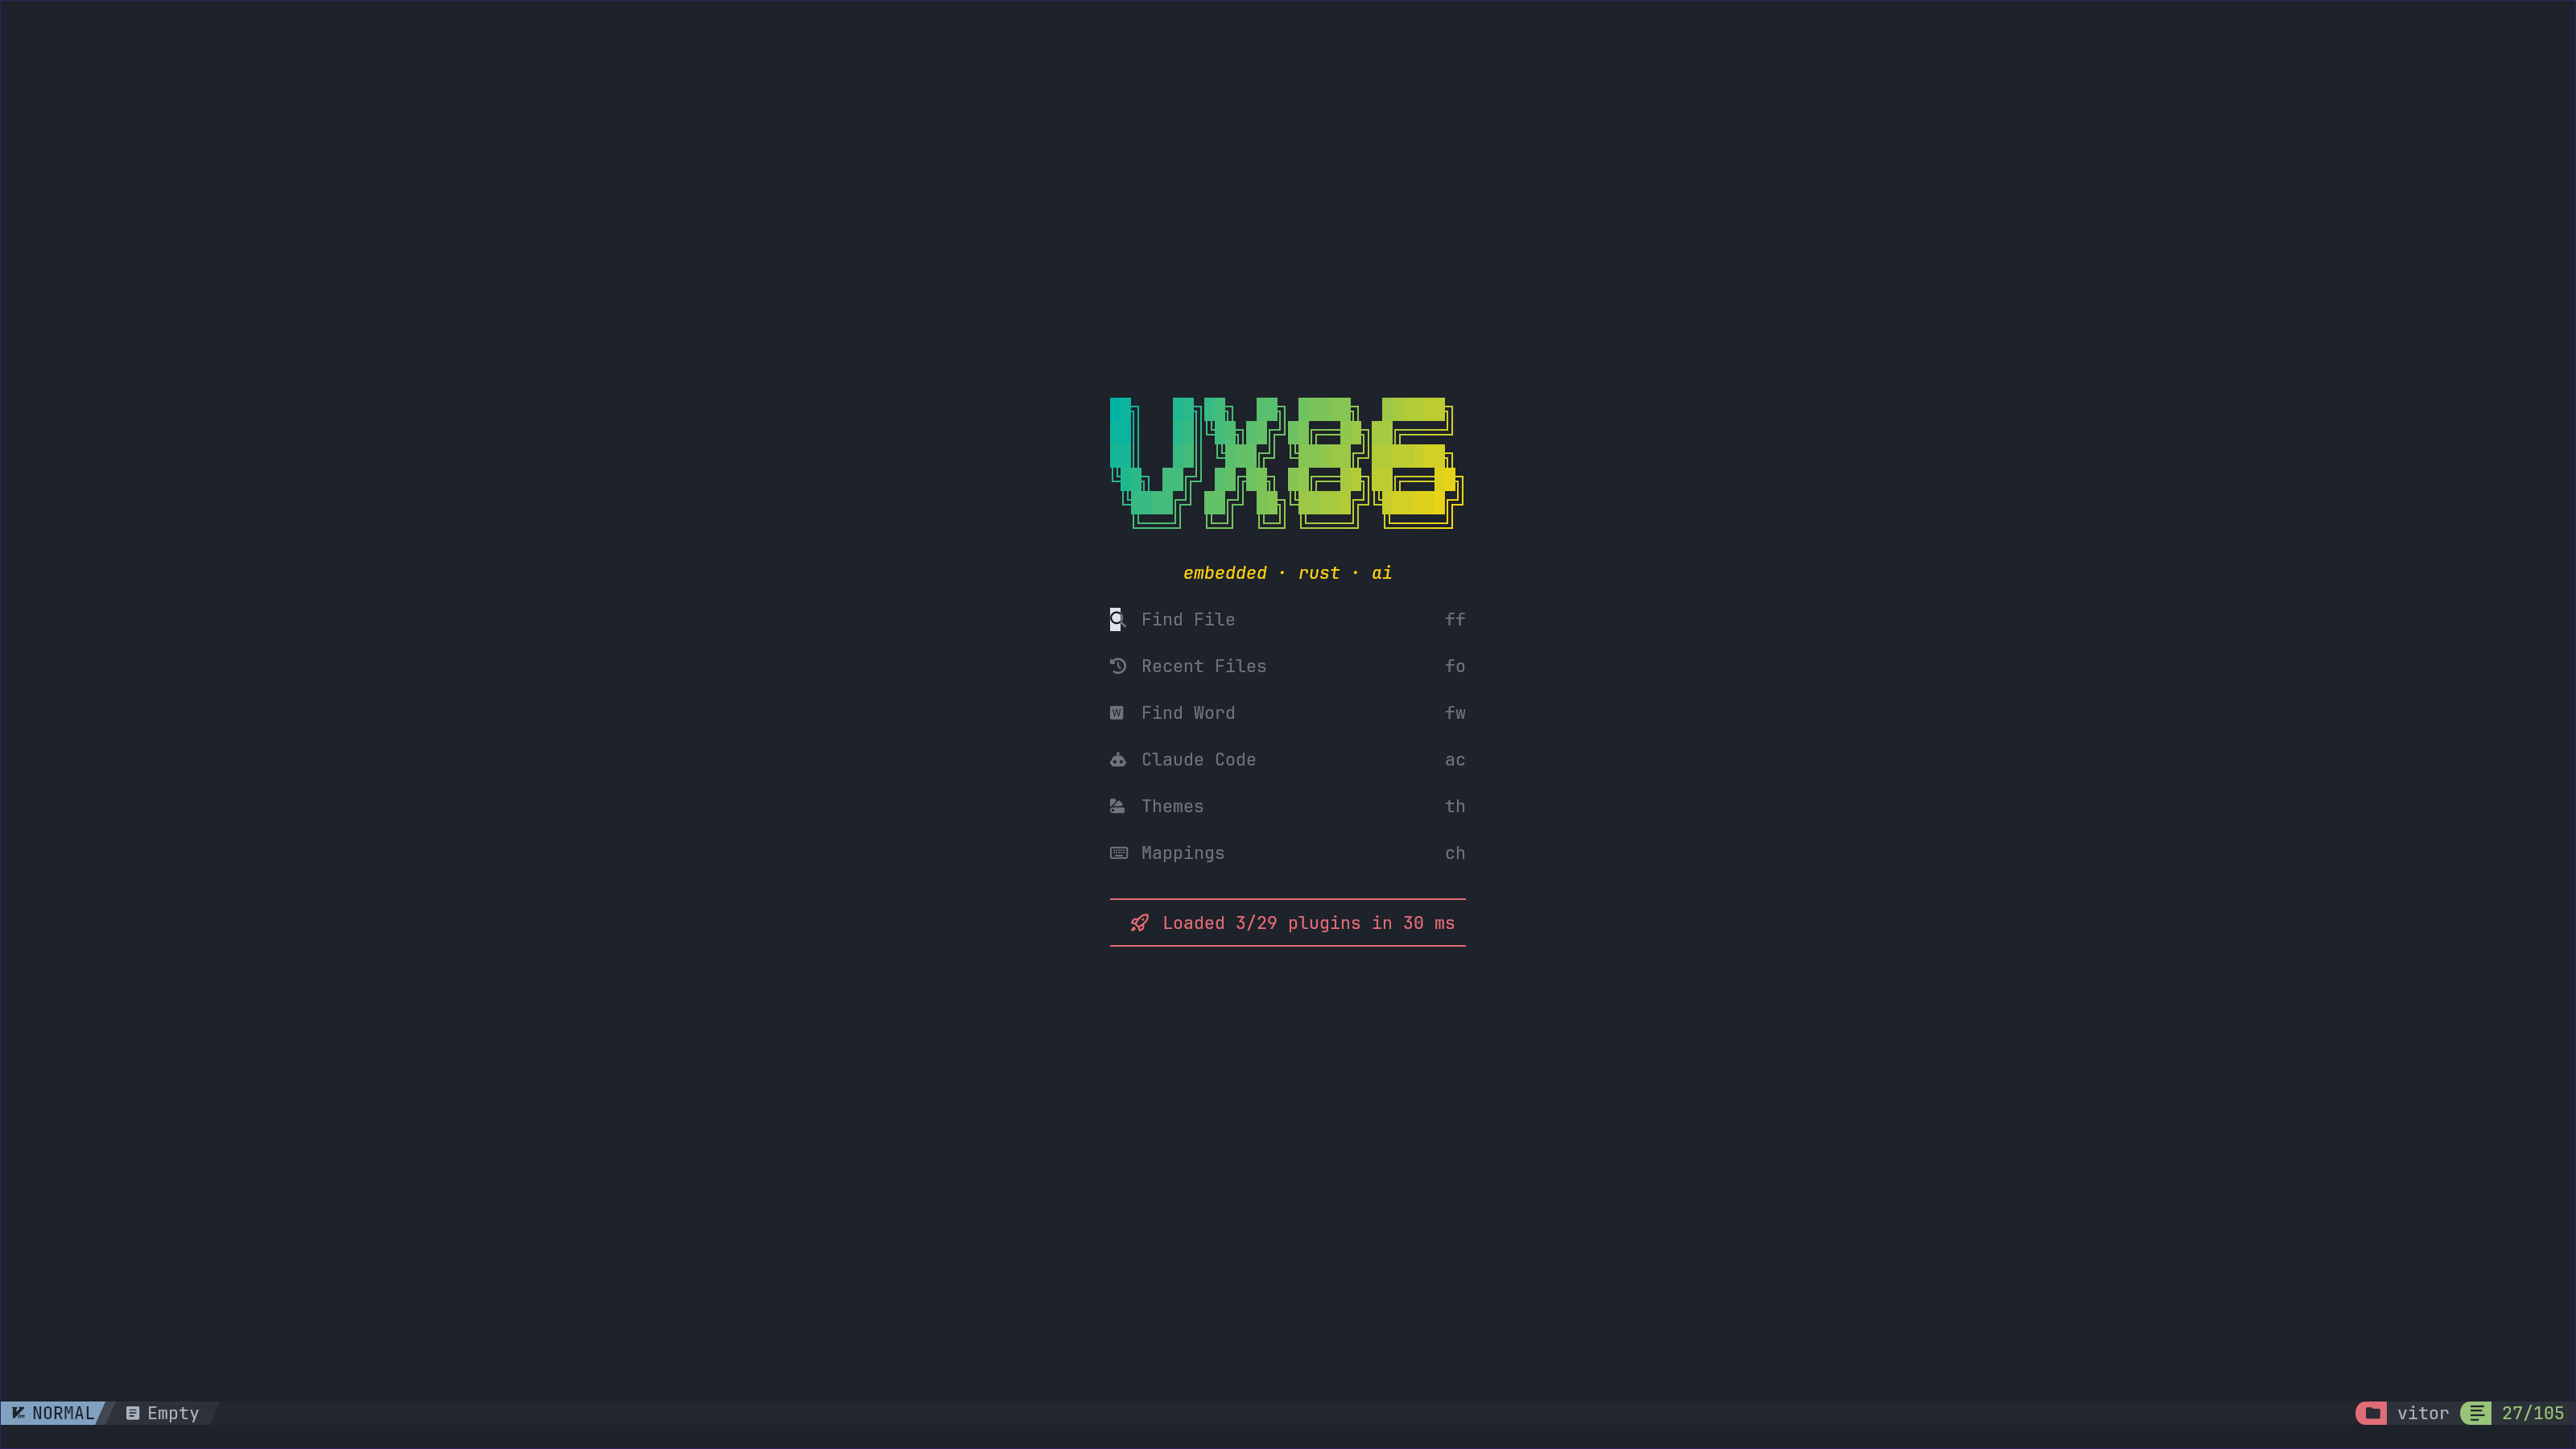 VX86
embedded · rust · ai
Find File ff
Recent Files fo
Find Word fw
Claude Code ac
Themes th
Mappings ch
Loaded 3/29 plugins in 30 ms
NORMAL Empty vitor 27/105